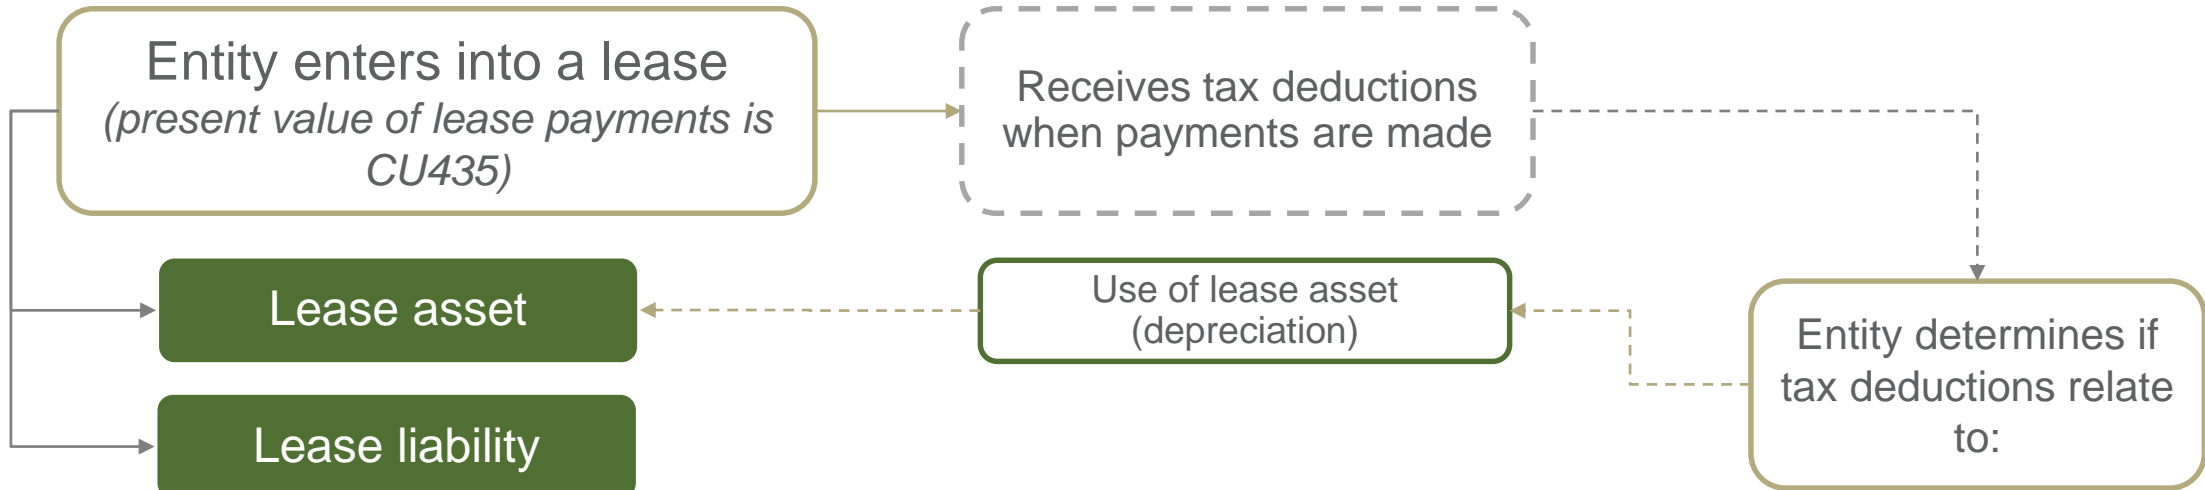 Entity enters into a lease
(present value of lease payments is
CU435)
Receives tax deductions
when payments are made
Lease asset
Use of lease asset
(depreciation)
Entity determines if
tax deductions relate
to:
Lease liability